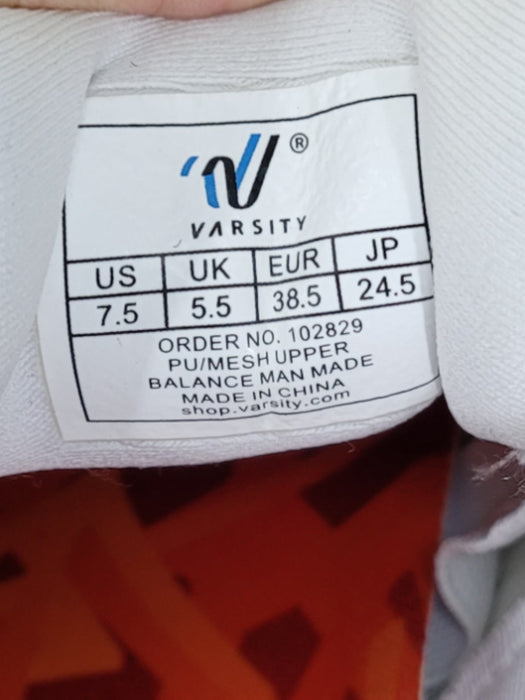 ®
VARSITY
US UK EUR JP
7.5 5.5 38.5 24.5
ORDER NO. 102829
PU/MESH UPPER
BALANCE MAN MADE
MADE IN CHINA
shop.varsity.com